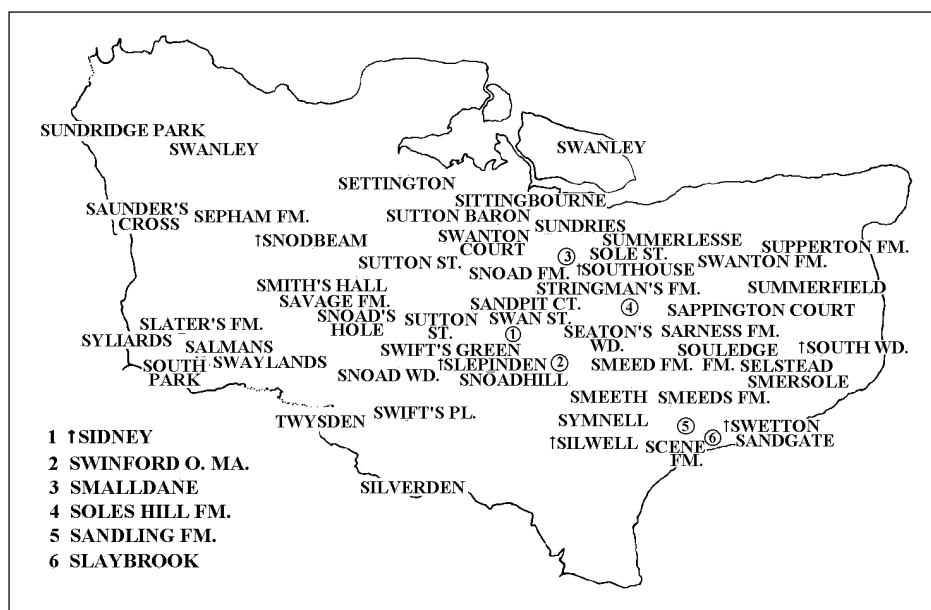 SUNDRIDGE PARK
SWANLEY
SWANLEY
SETTINGTON
SITTINGBOURNE
SAUNDER'S
CROSS
SEPHAM FM.
SUTTON BARON
SUNDRIES
↑SNODBEAM
SWANTON
COURT
SUMMERLESSE
SUPPERTON FM.
SUTTON ST.
3
SOLE ST.
SWANTON FM.
SNOAD FM.
↑SOUTHOUSE
SMITH'S HALL
STRINGMAN'S FM.
SUMMERFIELD
SAVAGE FM.
SANDPIT CT.
4
SAPPINGTON COURT
SNOAD'S
HOLE
SUTTON
ST.
SWAN ST.
SLATER'S FM.
1
SEATON'S
WD.
SARNESS FM.
SYLIARDS
SALMANS
SWIFT'S GREEN
SOULEDGE
↑SOUTH WD.
SOUTH
PARK
SWAYLANDS
↑SLEPINDEN
2
SMEED FM.
FM.
SELSTEAD
SNOAD WD.
SNOADHILL
SMERSOLE
SMEETH
SMEEDS FM.
TWYSDEN
SWIFT'S PL.
SYMNELL
5
↑SWETTON
↑SILWELL
SCENE
FM.
6
SANDGATE
SILVERDEN
1 ↑SIDNEY
2 SWINFORD O. MA.
3 SMALLDANE
4 SOLES HILL FM.
5 SANDLING FM.
6 SLAYBROOK